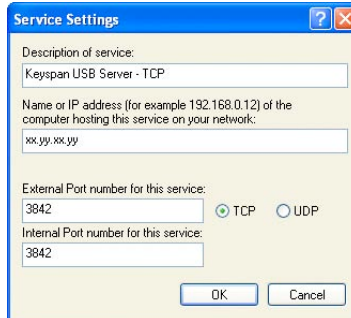 Service Settings
Description of service:
Keyspan USB Server - TCP
Name or IP address (for example 192.168.0.12) of the
computer hosting this service on your network:
xx.yy.xx.yy
External Port number for this service:
3842
TCP
UDP
Internal Port number for this service:
3842
OK
Cancel